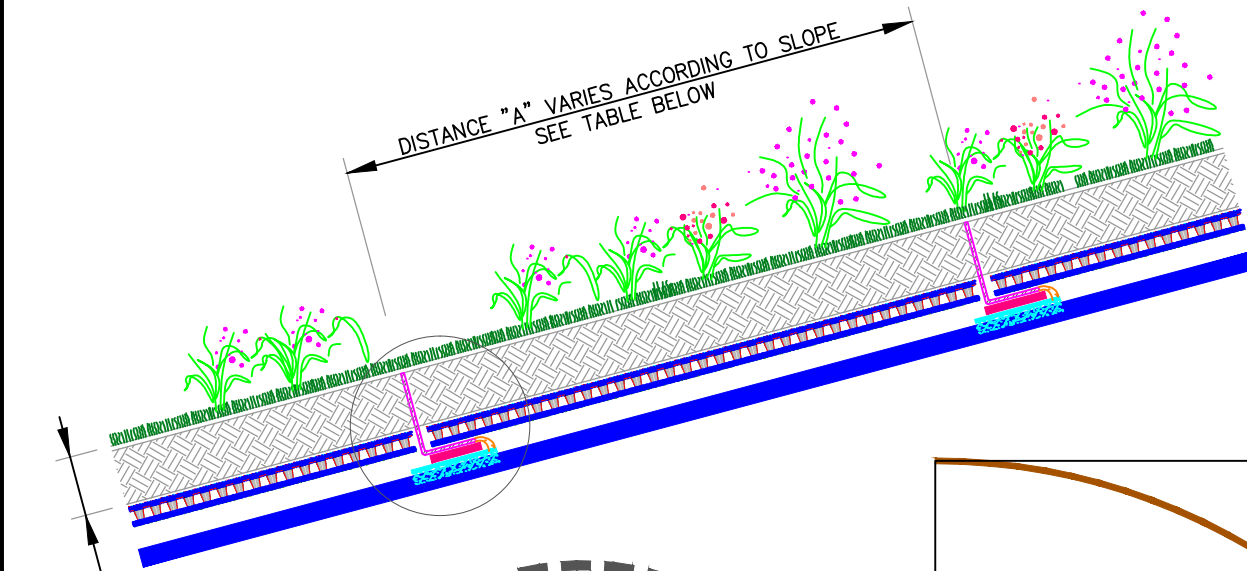 DISTANCE "A" VARIES ACCORDING TO SLOPE
SEE TABLE BELOW